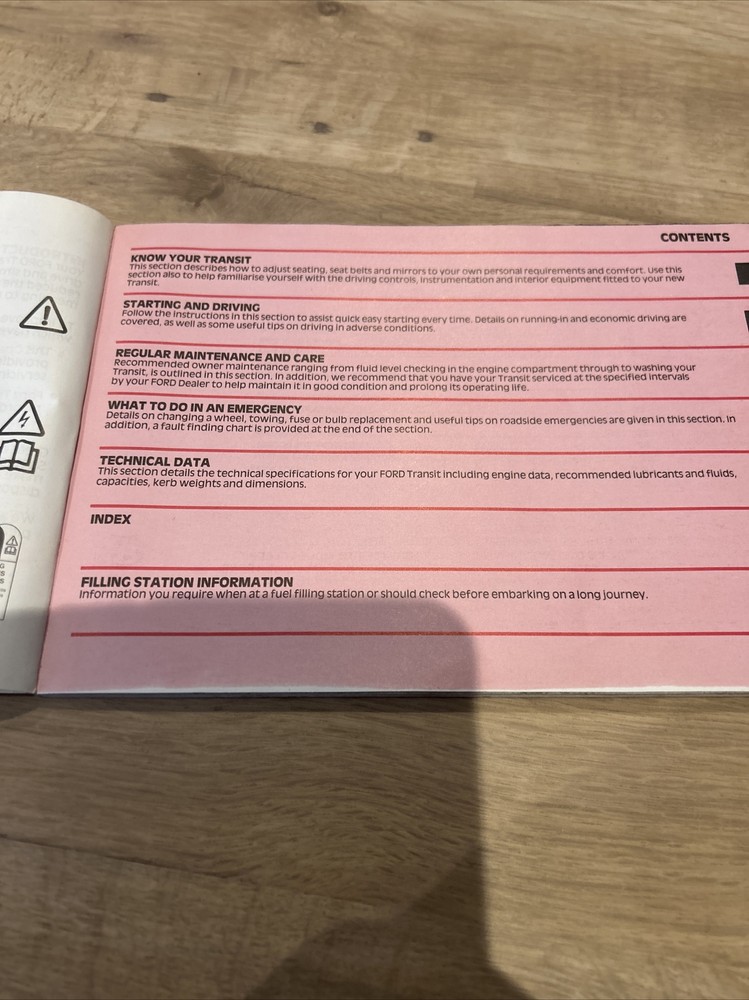 CONTENTS
KNOW YOUR TRANSIT
This section describes how to adjust seating, seat belts and mirrors to your own personal requirements and comfort. Use this
section also to help familiarise yourself with the driving controls, instrumentation and interior equipment fitted to your new
Transit.
STARTING AND DRIVING
Follow the instructions in this section to assist quick easy starting every time. Details on running-in and economic driving are
covered, as well as some useful tips on driving in adverse conditions.
REGULAR MAINTENANCE AND CARE
Recommended owner maintenance ranging from fluid level checking in the engine compartment through to washing your
Transit, is outlined in this section. In addition, we recommend that you have your Transit serviced at the specified intervals
by your FORD Dealer to help maintain it in good condition and prolong its operating life.
WHAT TO DO IN AN EMERGENCY
Details on changing a wheel, towing, fuse or bulb replacement and useful tips on roadside emergencies are given in this section. In
addition, a fault finding chart is provided at the end of the section.
TECHNICAL DATA
This section details the technical specifications for your FORD Transit including engine data, recommended lubricants and fluids,
capacities, kerb weights and dimensions.
INDEX
FILLING STATION INFORMATION
Information you require when at a fuel filling station or should check before embarking on a long journey.